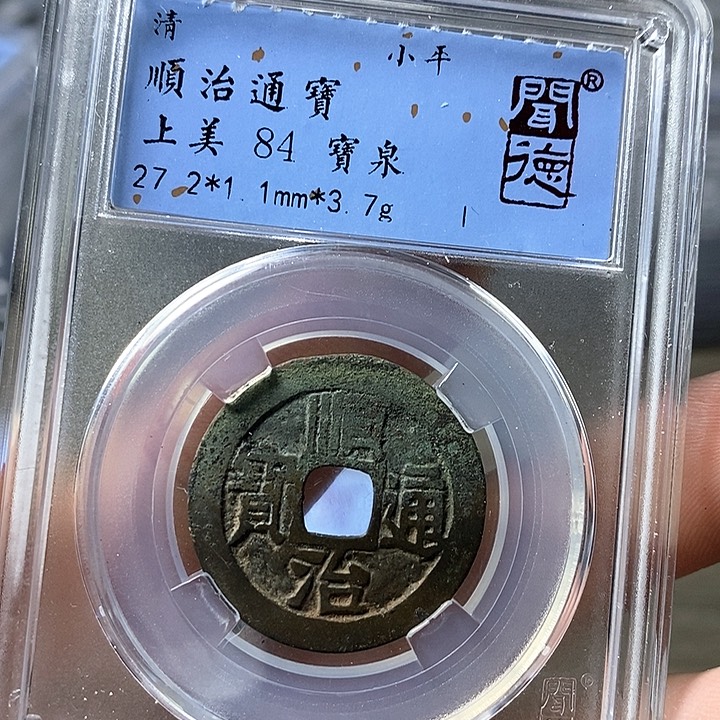 清
小平
順治通寶
上美 84 寶泉
27.2*1.1mm*3.7g
聞德®
順治通寶
聞